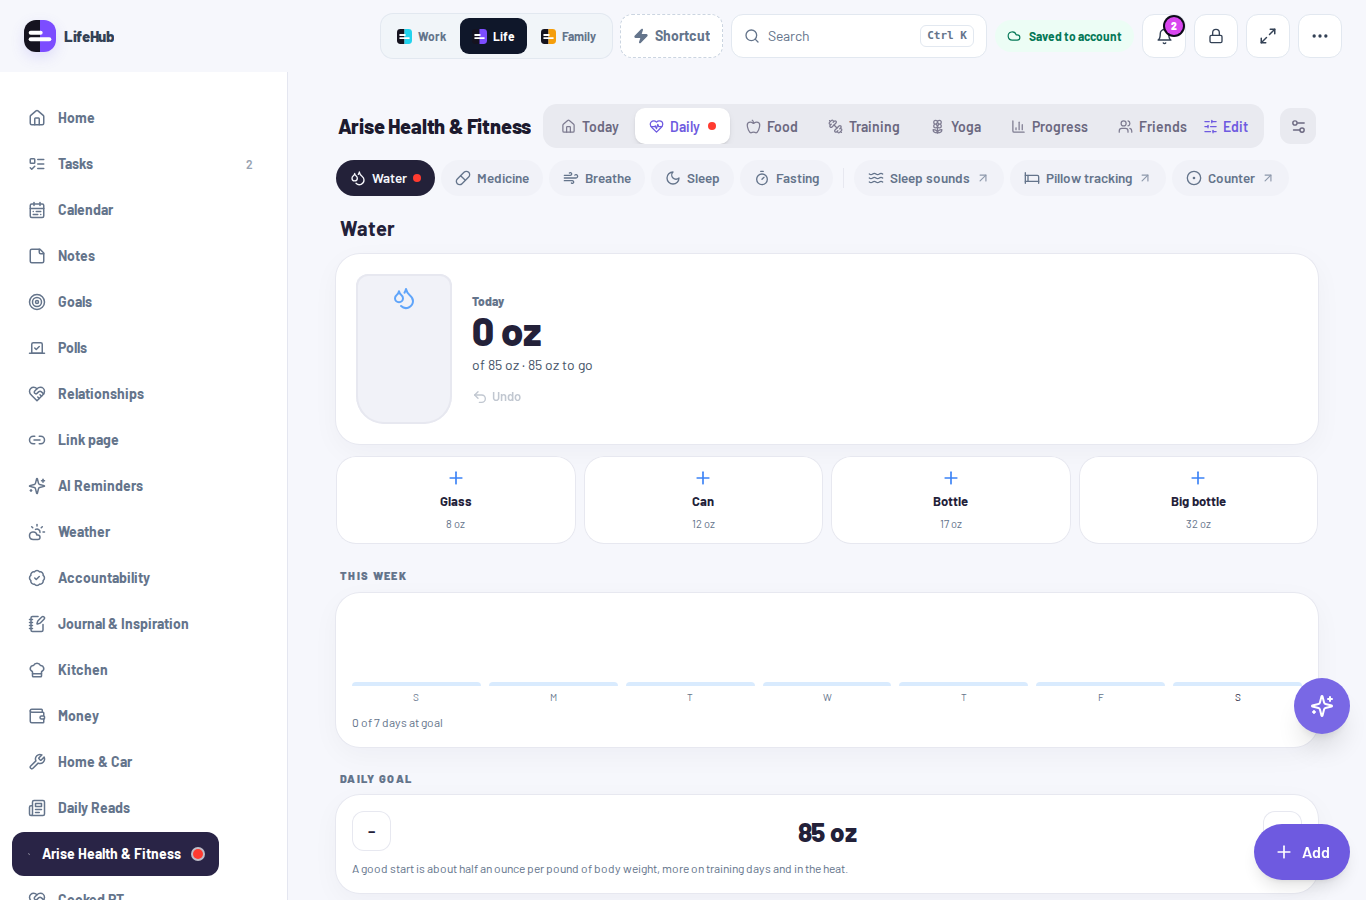 LifeHub
Work
Life
Family
Shortcut
Search
Ctrl K
Saved to account
2
Home
Tasks
2
Calendar
Notes
Goals
Polls
Relationships
Link page
AI Reminders
Weather
Accountability
Journal & Inspiration
Kitchen
Money
Home & Car
Daily Reads
Arise Health & Fitness
Arise Health & Fitness
Today
Daily
Food
Training
Yoga
Progress
Friends
Edit
Water
Medicine
Breathe
Sleep
Fasting
Sleep sounds
Pillow tracking
Counter
Water
Today
0 oz
of 85 oz · 85 oz to go
Undo
Glass
8 oz
Can
12 oz
Bottle
17 oz
Big bottle
32 oz
THIS WEEK
S
M
T
W
T
F
S
0 of 7 days at goal
DAILY GOAL
85 oz
A good start is about half an ounce per pound of body weight, more on training days and in the heat.
Add